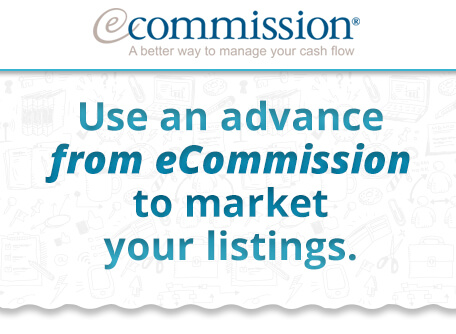 ecommission®
A better way to manage your cash flow
Use an advance
from eCommission
to market
your listings.